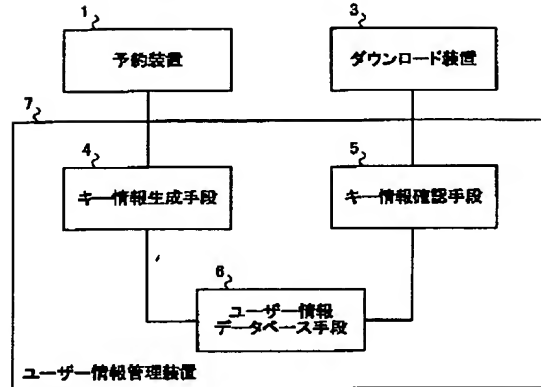 1
予約装置
3
ダウンロード装置
7
4
キー情報生成手段
5
キー情報確認手段
6
ユーザー情報
データベース手段
ユーザー情報管理装置